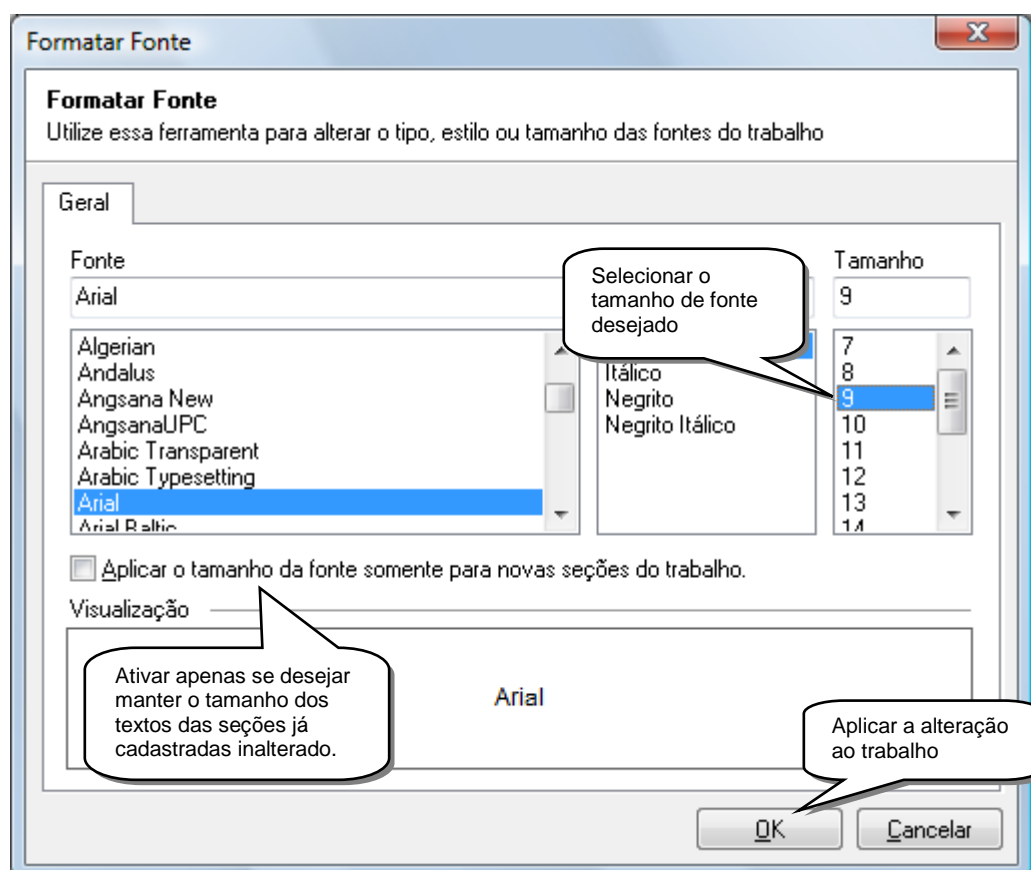 Formatar Fonte
Formatar Fonte
Utilize essa ferramenta para alterar o tipo, estilo ou tamanho das fontes do trabalho
Geral
Fonte
Arial
Algerian
Andalus
Angsana New
AngsanaUPC
Arabic Transparent
Arabic Typesetting
Arial
Arial Baltic
Selecionar o
tamanho de fonte
desejado
Itálico
Negrito
Negrito Itálico
Tamanho
9
7
8
9
10
11
12
13
14
Aplicar o tamanho da fonte somente para novas seções do trabalho.
Visualização
Ativar apenas se desejar
manter o tamanho dos
textos das seções já
cadastradas inalterado.
Arial
Aplicar a alteração
ao trabalho
OK
Cancelar